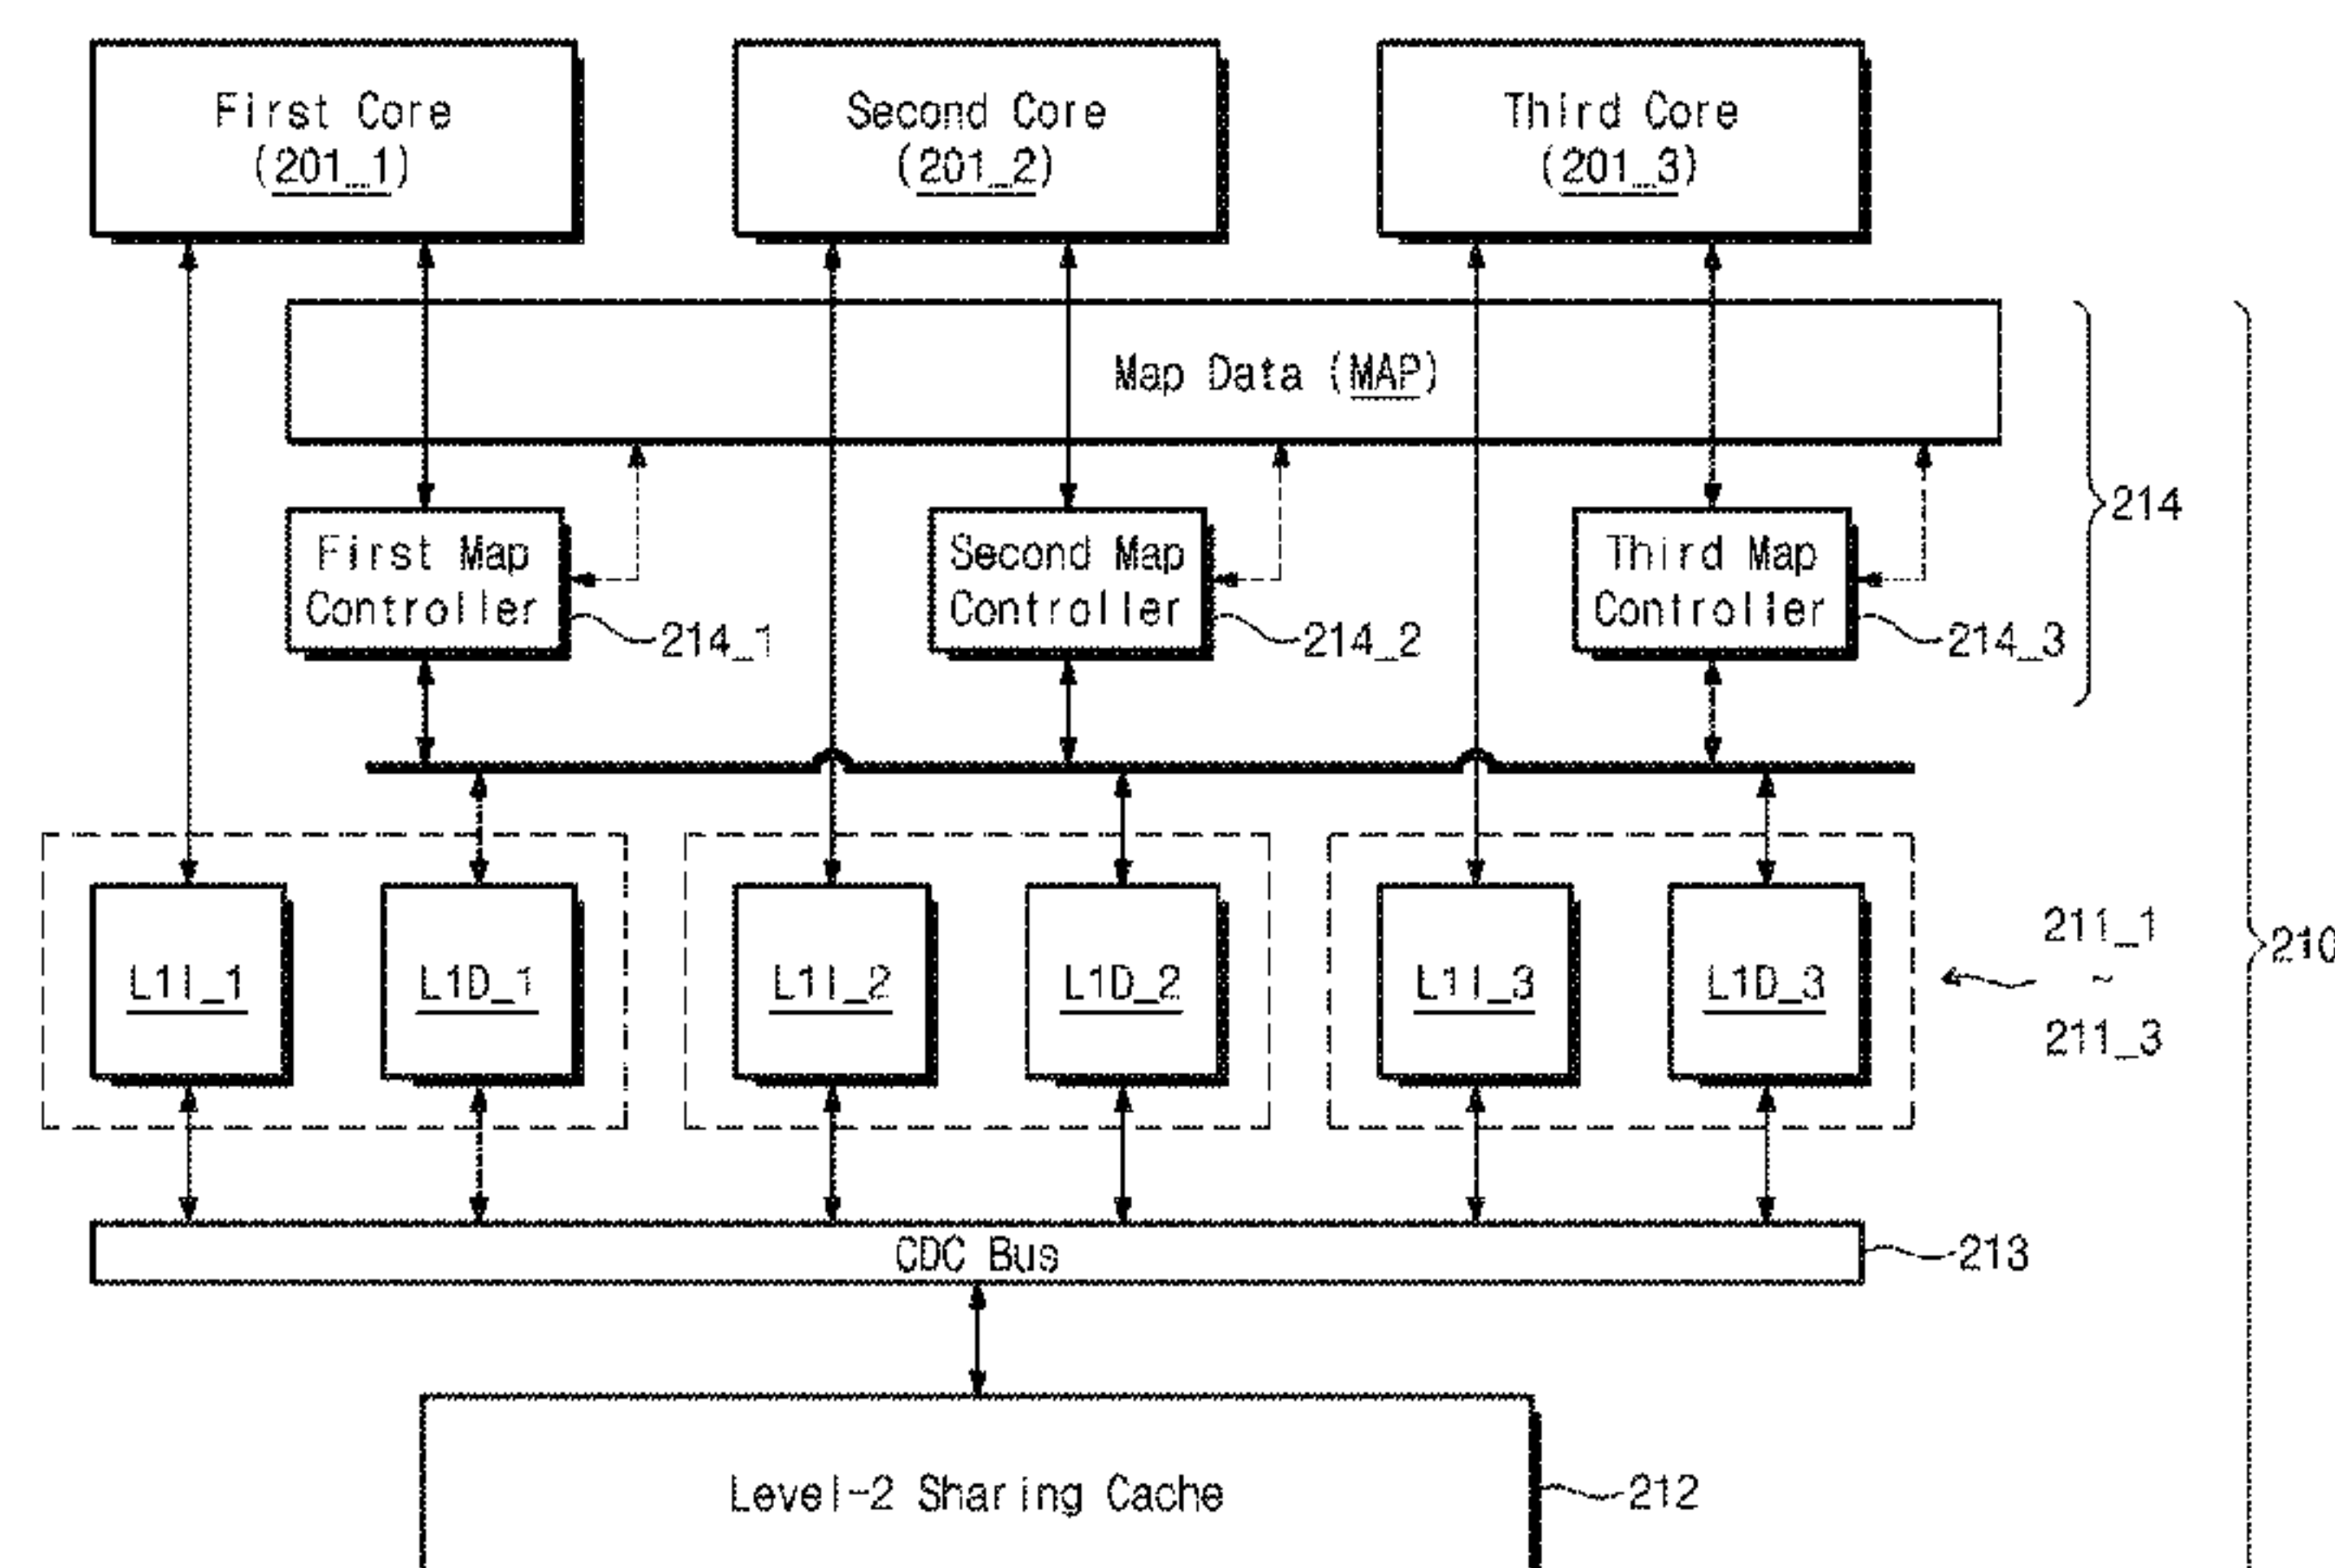 First Core
(201_1)
Second Core
(201_2)
Third Core
(201_3)
Map Data (MAP)
214
First Map
Controller
214_1
Second Map
Controller
214_2
Third Map
Controller
214_3
L1I_1
L1D_1
L1I_2
L1D_2
L1I_3
L1D_3
211_1
~
211_3
210
CDC Bus
213
Level-2 Sharing Cache
212